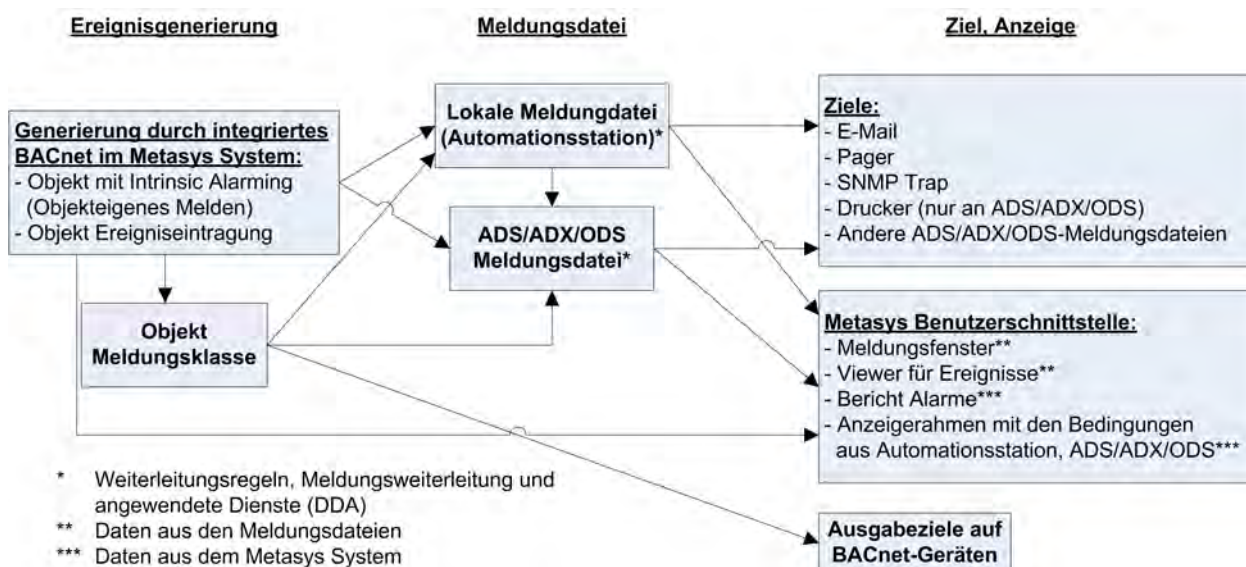 Ereignisgenerierung
Meldungsdatei
Ziel, Anzeige
Generierung durch integriertes
BACnet im Metasys System:
- Objekt mit Intrinsic Alarming
(Objekteigenes Melden)
- Objekt Ereigniseintragung
Objekt
Meldungsklasse
Lokale Meldungdatei
(Automationsstation)*
ADS/ADX/ODS
Meldungsdatei*
Ziele:
- E-Mail
- Pager
- SNMP Trap
- Drucker (nur an ADS/ADX/ODS)
- Andere ADS/ADX/ODS-Meldungsdateien
Metasys Benutzerschnittstelle:
- Meldungsfenster**
- Viewer für Ereignisse**
- Bericht Alarme***
- Anzeigerahmen mit den Bedingungen
aus Automationsstation, ADS/ADX/ODS***
Ausgabeziele auf
BACnet-Geräten
* Weiterleitungsregeln, Meldungsweiterleitung und
angewendete Dienste (DDA)
** Daten aus den Meldungsdateien
*** Daten aus dem Metasys System